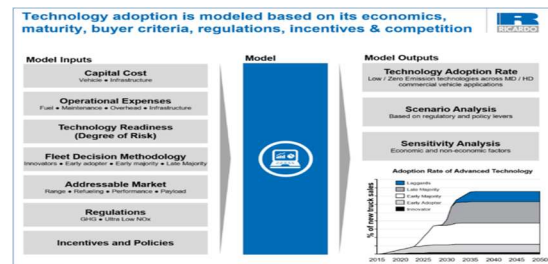 Technology adoption is modeled based on its economics,
maturity, buyer criteria, regulations, incentives & competition
RICARDO
Model Inputs
Capital Cost
Vehicle • Infrastructure
Operational Expenses
Fuel • Maintenance • Overhead • Infrastructure
Technology Readiness
(Degree of Risk)
Fleet Decision Methodology
Innovators • Early adopter • Early majority • Late Majority
Addressable Market
Range • Refueling • Performance • Payload
Regulations
GHG • Ultra Low NOx
Incentives and Policies
Model
Model Outputs
Technology Adoption Rate
Low / Zero Emission technologies across MD / HD
commercial vehicle applications
Scenario Analysis
Based on regulatory and policy levers
Sensitivity Analysis
Economic and non-economic factors
Adoption Rate of Advanced Technology
% of new truck sales
Laggards
Late Majority
Early Majority
Early Adopter
Innovator
2015 2020 2025 2030 2035 2040 2045 2050